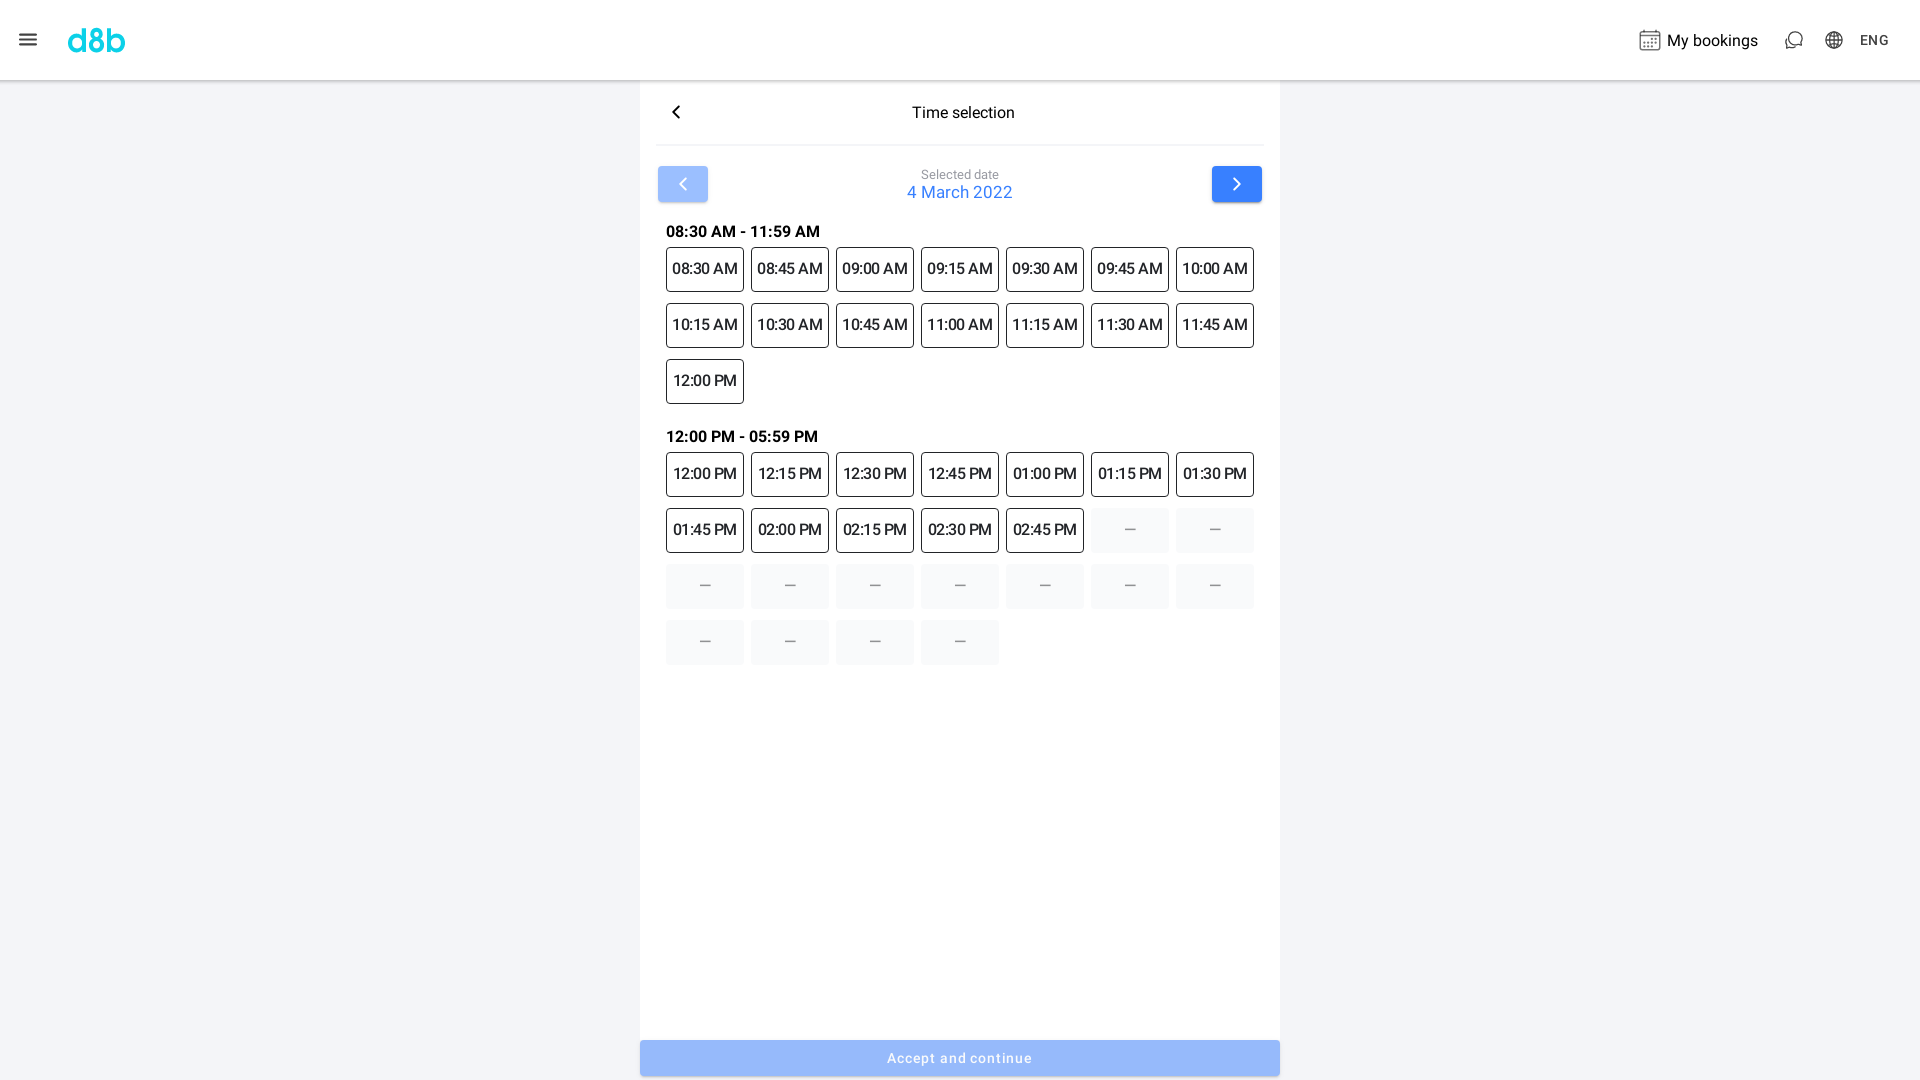 d8b
My bookings
ENG
Time selection
Selected date
4 March 2022
08:30 AM - 11:59 AM
08:30 AM 08:45 AM 09:00 AM 09:15 AM 09:30 AM 09:45 AM 10:00 AM
10:15 AM 10:30 AM 10:45 AM 11:00 AM 11:15 AM 11:30 AM 11:45 AM
12:00 PM
12:00 PM - 05:59 PM
12:00 PM 12:15 PM 12:30 PM 12:45 PM 01:00 PM 01:15 PM 01:30 PM
01:45 PM 02:00 PM 02:15 PM 02:30 PM 02:45 PM — —
— — — — — — —
— — — —
Accept and continue